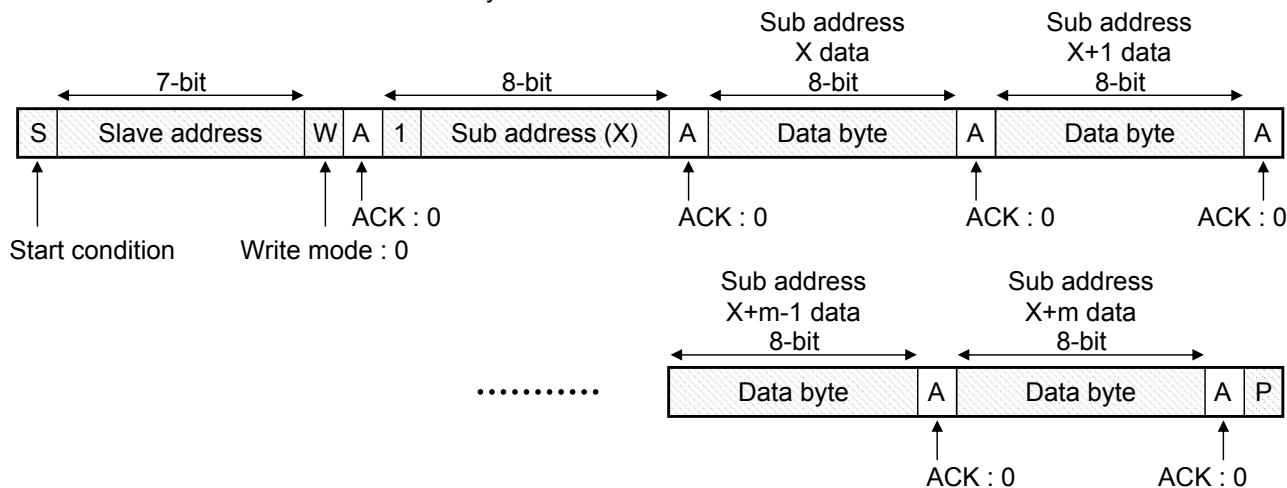 Sub address Sub address
X data X+1 data
7-bit 8-bit 8-bit 8-bit
S Slave address W A 1 Sub address (X) A Data byte A Data byte A
ACK : 0 ACK : 0 ACK : 0 ACK : 0
Start condition Write mode : 0
Sub address Sub address
X+m-1 data X+m data
8-bit 8-bit
Data byte A Data byte A P
ACK : 0 ACK : 0